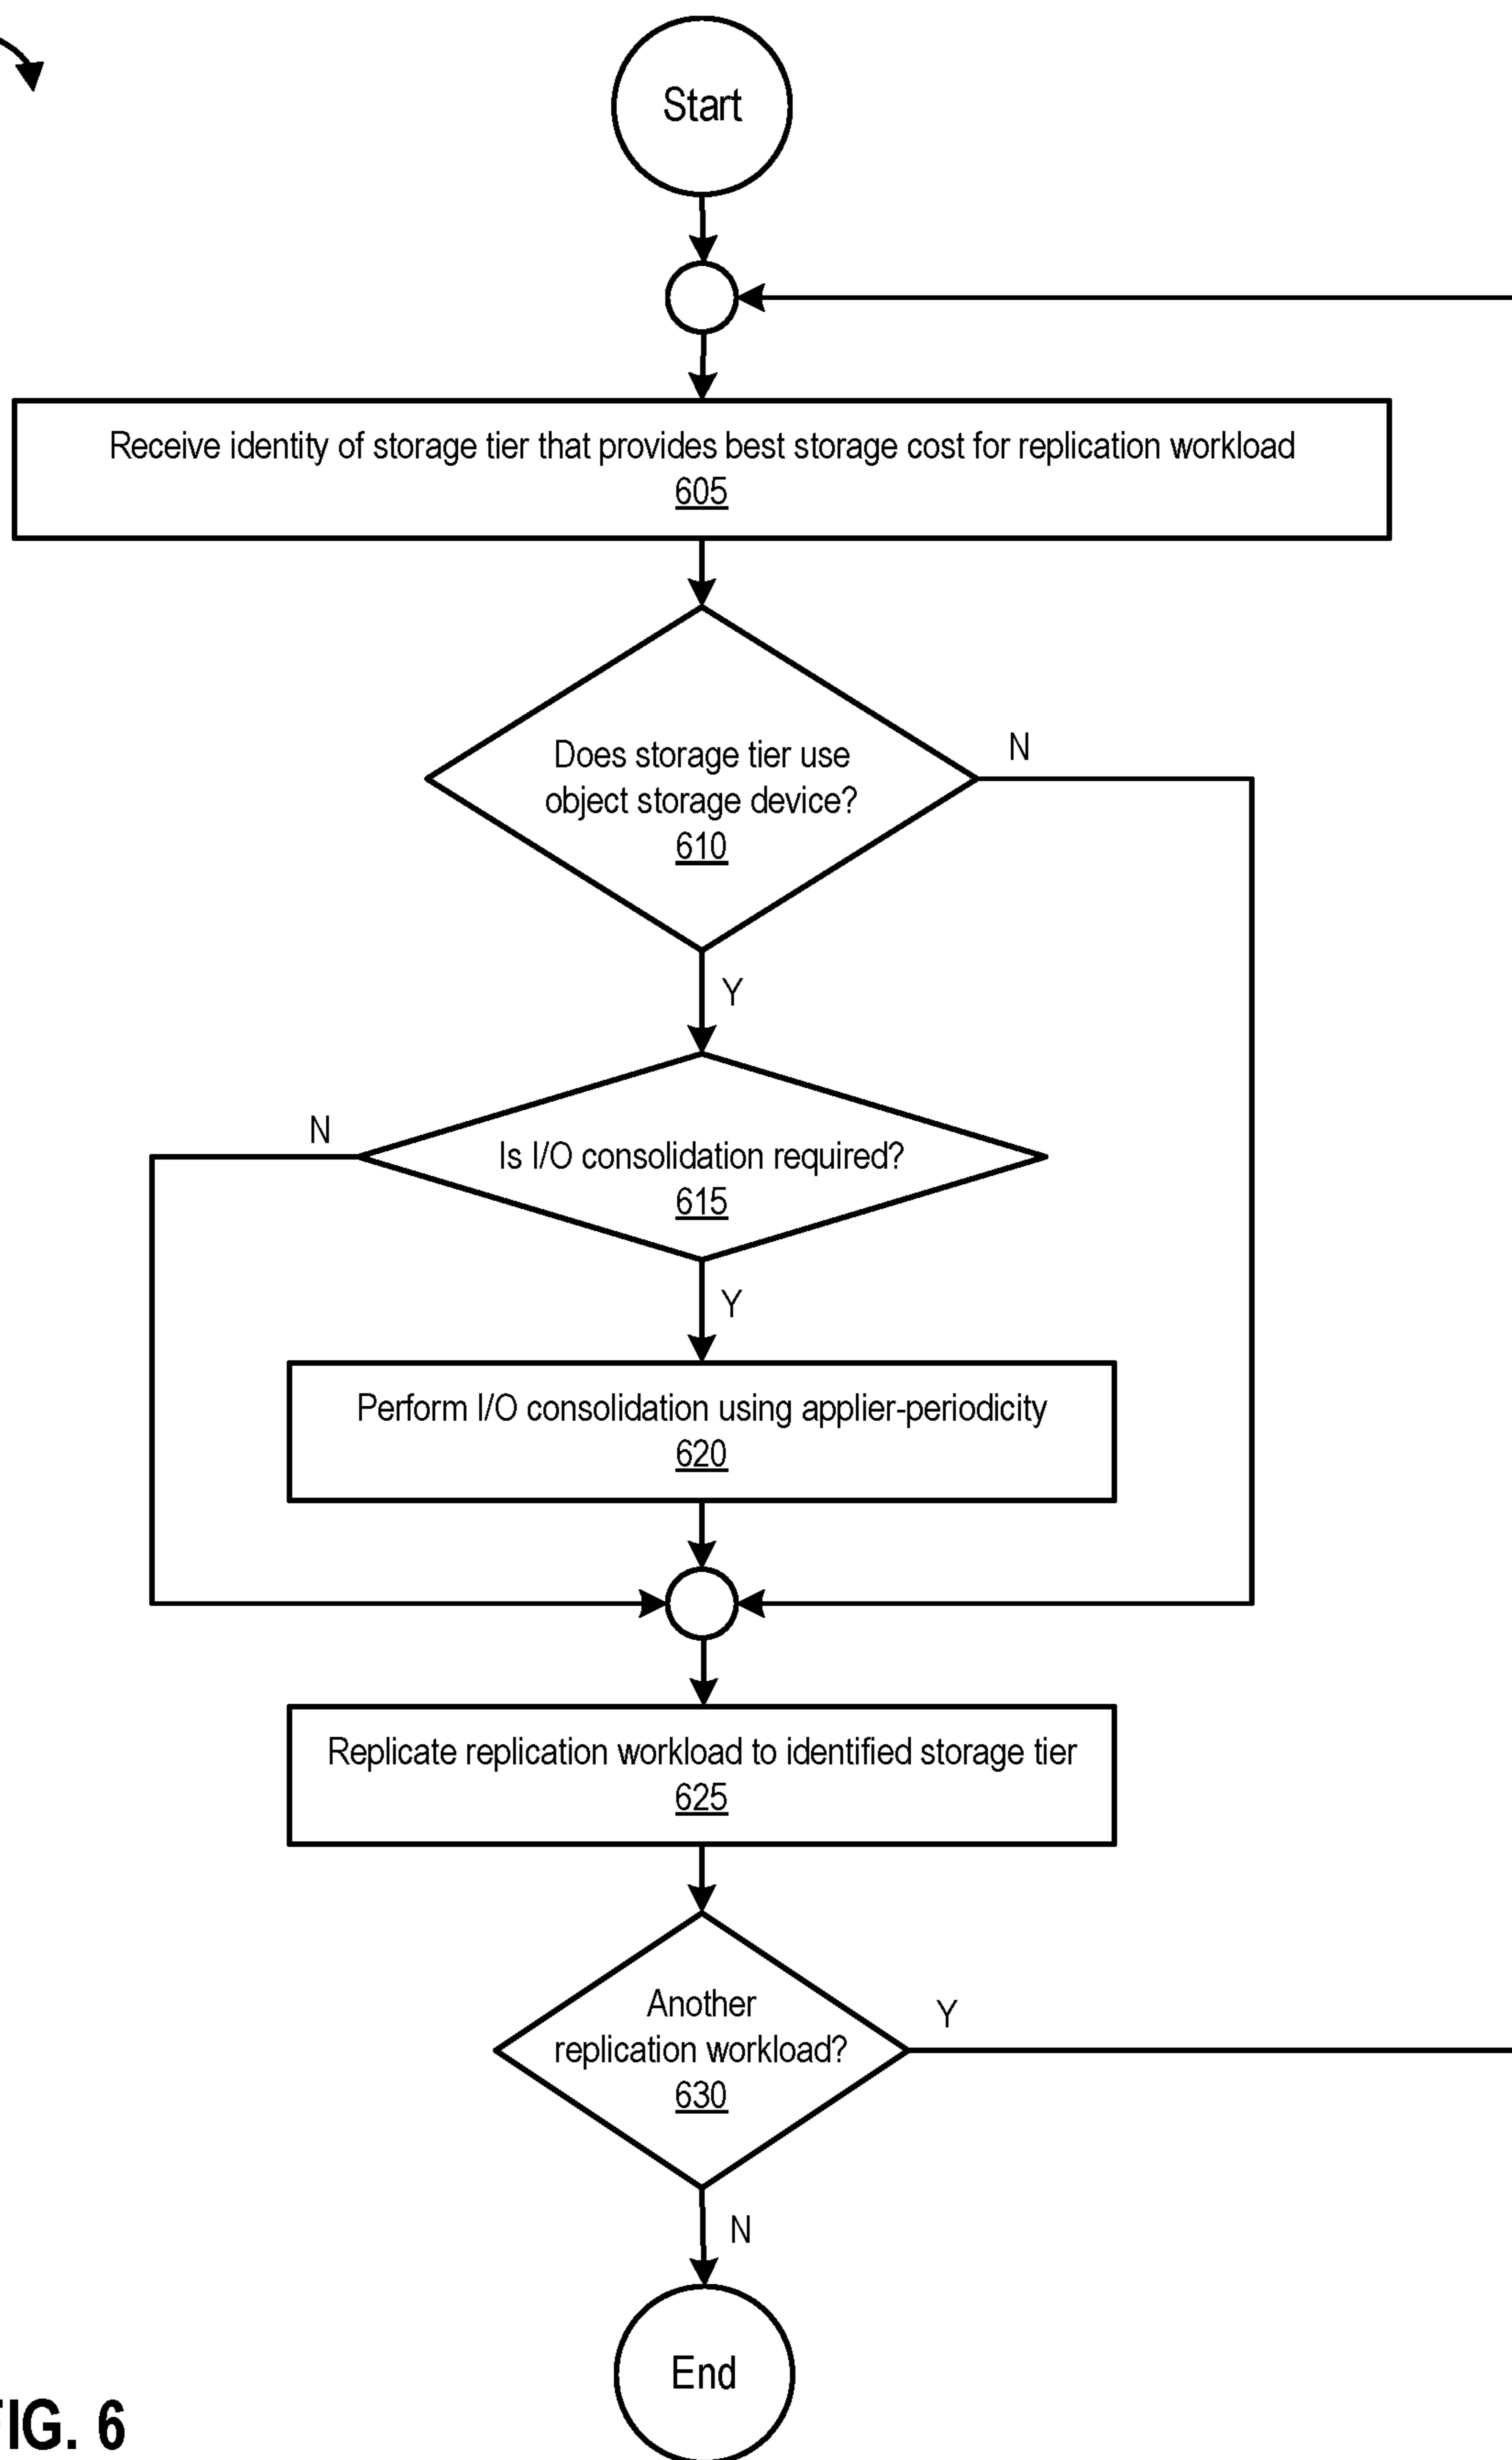 Start
Receive identity of storage tier that provides best storage cost for replication workload
605
Does storage tier use
object storage device?
610
N
Y
N
Is I/O consolidation required?
615
Y
Perform I/O consolidation using applier-periodicity
620
Replicate replication workload to identified storage tier
625
Another
replication workload?
630
Y
N
End
IG. 6